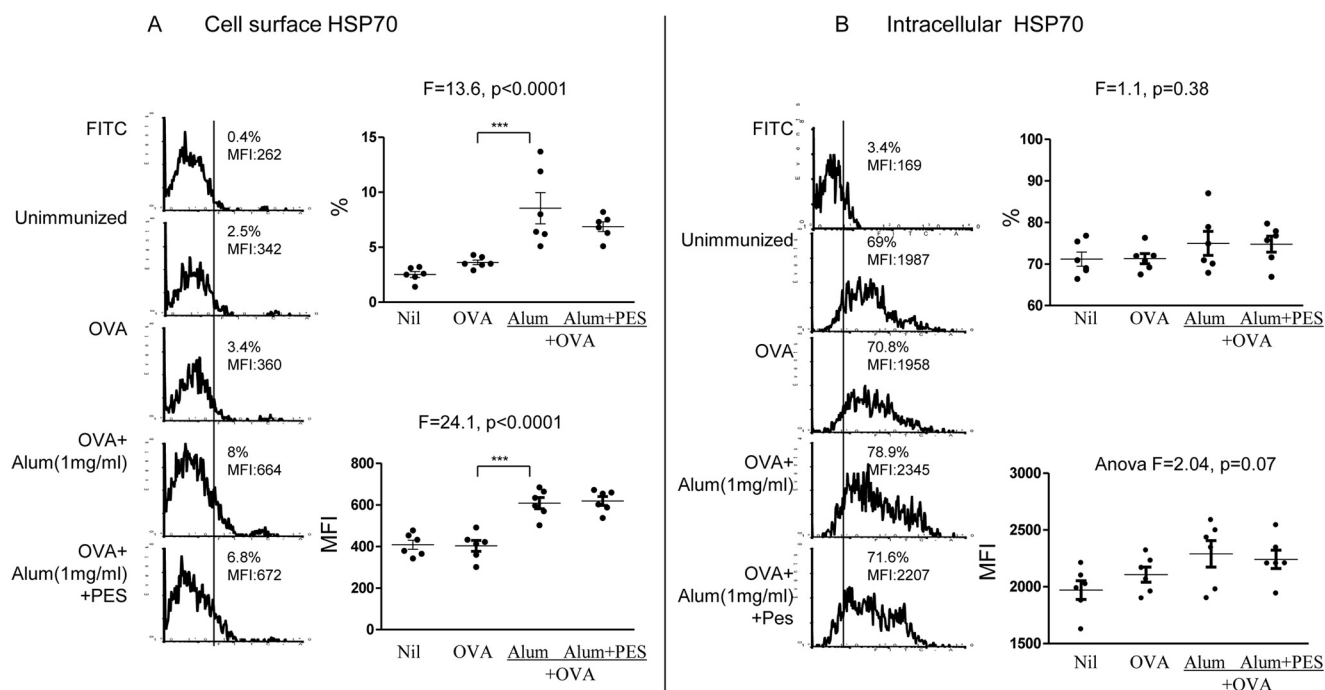 A Cell surface HSP70
FITC
0.4%
MFI:262
Unimmunized
2.5%
MFI:342
OVA
3.4%
MFI:360
OVA+
Alum(1mg/ml)
8%
MFI:664
OVA+
Alum(1mg/ml)
+PES
6.8%
MFI:672
F=13.6, p<0.0001
***
%
15
10
5
0
Nil OVA Alum Alum+PES
+OVA
F=24.1, p<0.0001
***
MFI
800
600
400
200
0
Nil OVA Alum Alum+PES
+OVA
B Intracellular HSP70
FITC
3.4%
MFI:169
Unimmunized
69%
MFI:1987
OVA
70.8%
MFI:1958
OVA+
Alum(1mg/ml)
78.9%
MFI:2345
OVA+
Alum(1mg/ml)
+Pes
71.6%
MFI:2207
F=1.1, p=0.38
%
100
90
80
70
60
Nil OVA Alum Alum+PES
+OVA
Anova F=2.04, p=0.07
MFI
3000
2500
2000
1500
Nil OVA Alum Alum+PES
+OVA